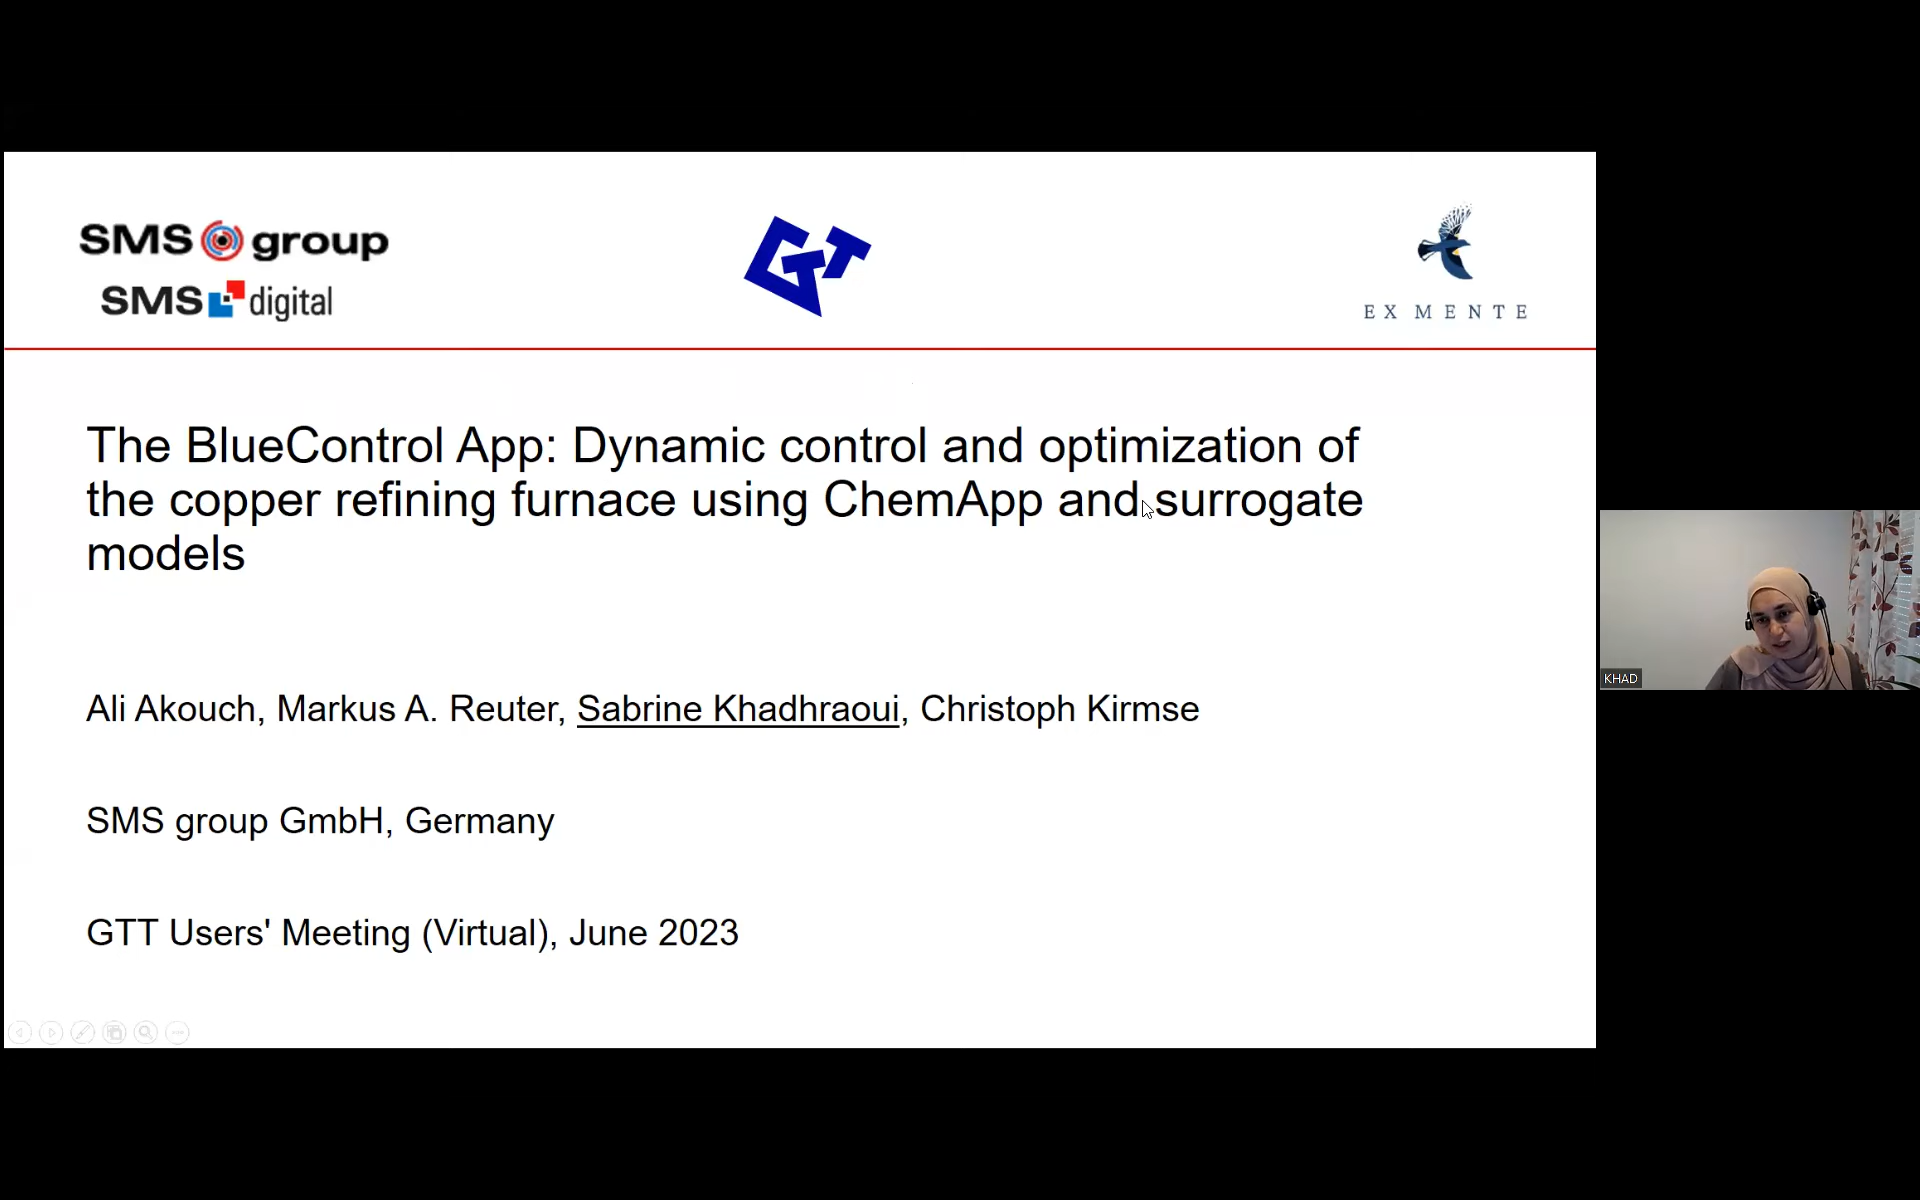 SMS group
SMS digital
GTT
EX MENTE
The BlueControl App: Dynamic control and optimization of
the copper refining furnace using ChemApp and surrogate
models
Ali Akouch, Markus A. Reuter, Sabrine Khadhraoui, Christoph Kirmse
SMS group GmbH, Germany
GTT Users' Meeting (Virtual), June 2023
KHAD